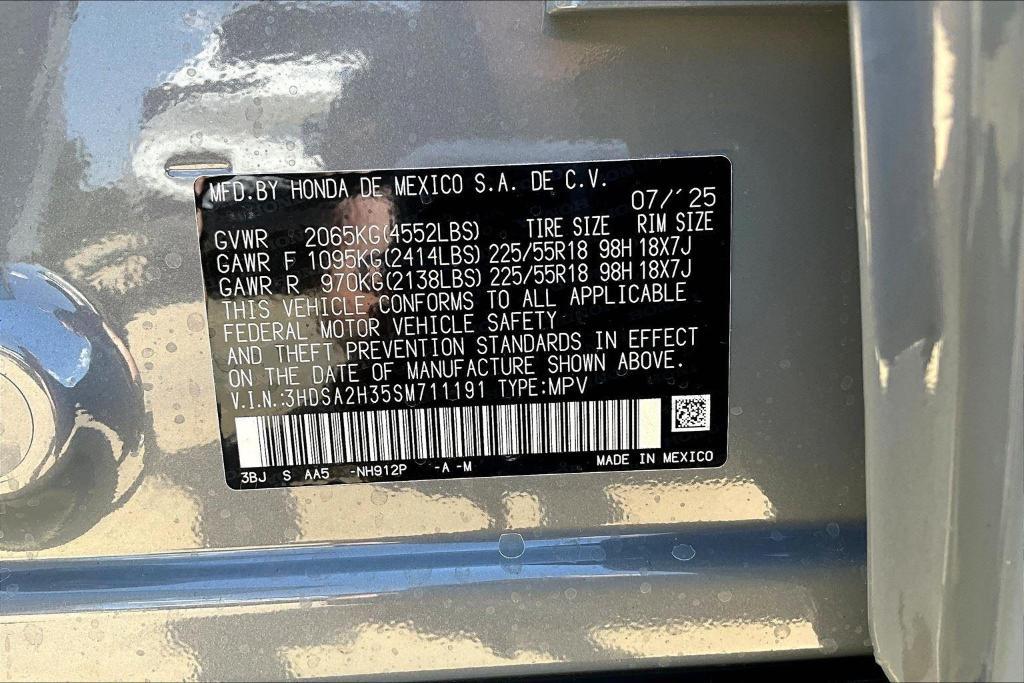 MFD.BY HONDA DE MEXICO S.A. DE C.V.
07/'25
GVWR 2065KG(4552LBS) TIRE SIZE RIM SIZE
GAWR F 1095KG(2414LBS) 225/55R18 98H 18X7J
GAWR R 970KG(2138LBS) 225/55R18 98H 18X7J
THIS VEHICLE CONFORMS TO ALL APPLICABLE
FEDERAL MOTOR VEHICLE SAFETY
AND THEFT PREVENTION STANDARDS IN EFFECT
ON THE DATE OF MANUFACTURE SHOWN ABOVE.
V.I.N.:3HDSA2H35SM711191 TYPE:MPV
3BJ S AA5 -NH912P -A -M MADE IN MEXICO